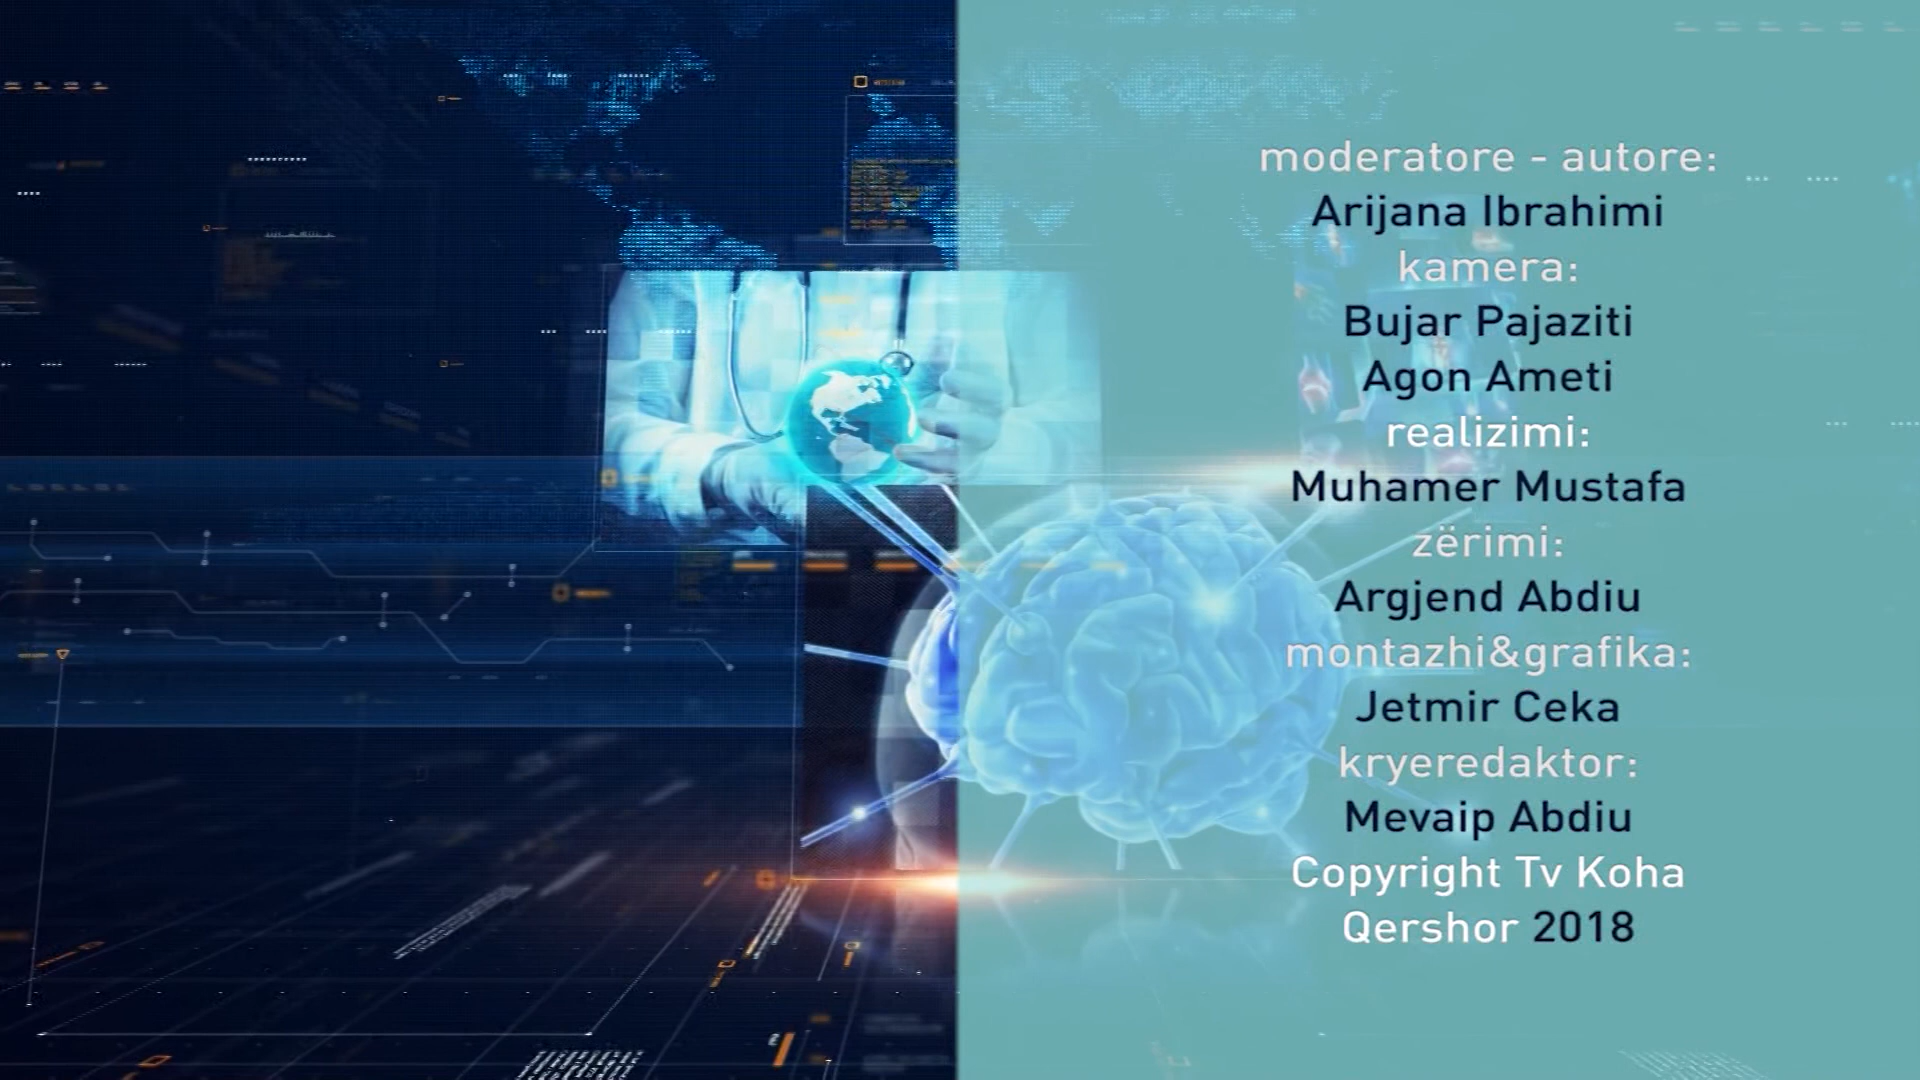 moderatore - autore:
Arijana Ibrahimi
kamera:
Bujar Pajaziti
Agon Ameti
realizimi:
Muhamer Mustafa
zërimi:
Argjend Abdiu
montazhi&grafika:
Jetmir Ceka
kryeredaktor:
Mevaip Abdiu
Copyright Tv Koha
Qershor 2018